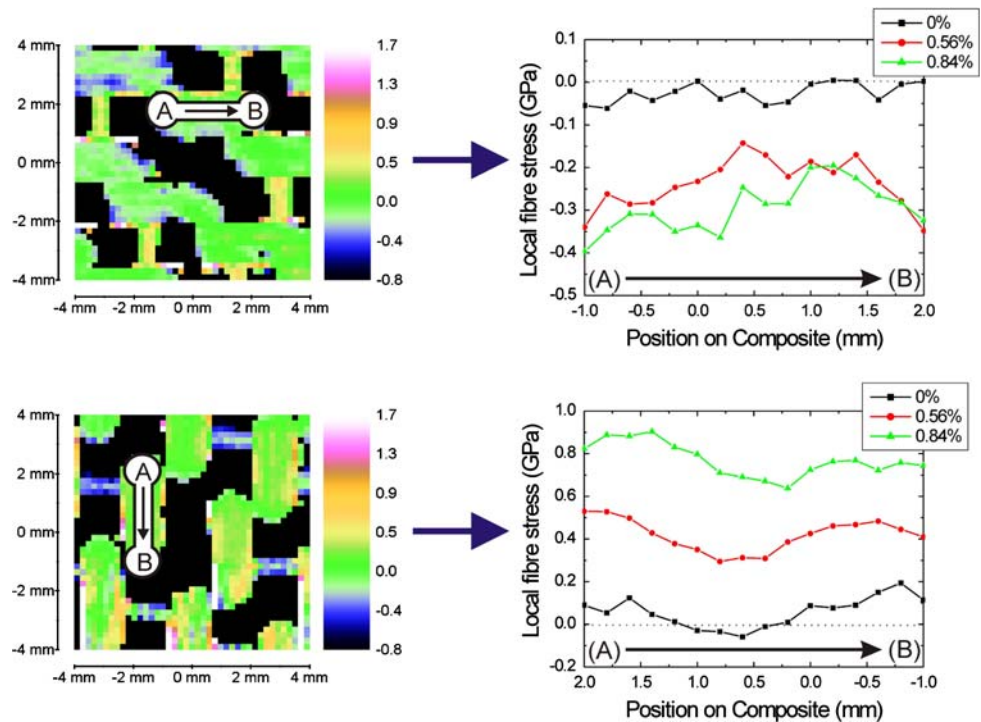 4 mm
2 mm
0 mm
-2 mm
-4 mm
-4 mm -2 mm 0 mm 2 mm 4 mm
A B
1.7
1.3
0.9
0.5
0.0
-0.4
-0.8
0%
0.56%
0.84%
Local fibre stress (GPa)
0.1
0.0
-0.1
-0.2
-0.3
-0.4
-0.5
(A) (B)
-1.0 -0.5 0.0 0.5 1.0 1.5 2.0
Position on Composite (mm)
4 mm
2 mm
0 mm
-2 mm
-4 mm
-4 mm -2 mm 0 mm 2 mm 4 mm
A
B
1.7
1.3
0.9
0.5
0.0
-0.4
-0.8
0%
0.56%
0.84%
Local fibre stress (GPa)
1.0
0.8
0.6
0.4
0.2
0.0
-0.2
(A) (B)
2.0 1.5 1.0 0.5 0.0 -0.5 -1.0
Position on Composite (mm)